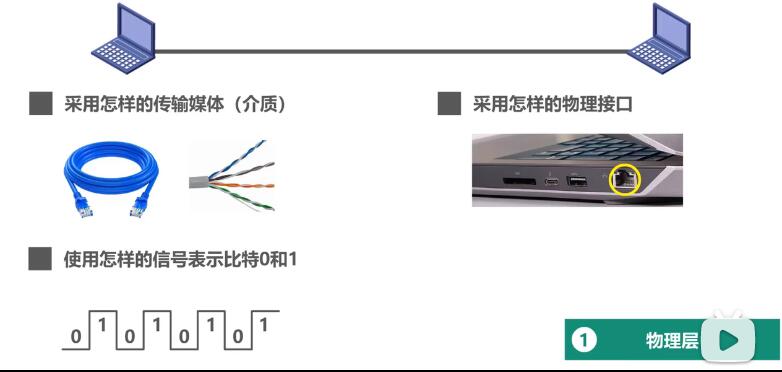 采用怎样的传输媒体（介质）
采用怎样的物理接口
使用怎样的信号表示比特0和1
0 1 0 1 0 1 0 1
1 物理层